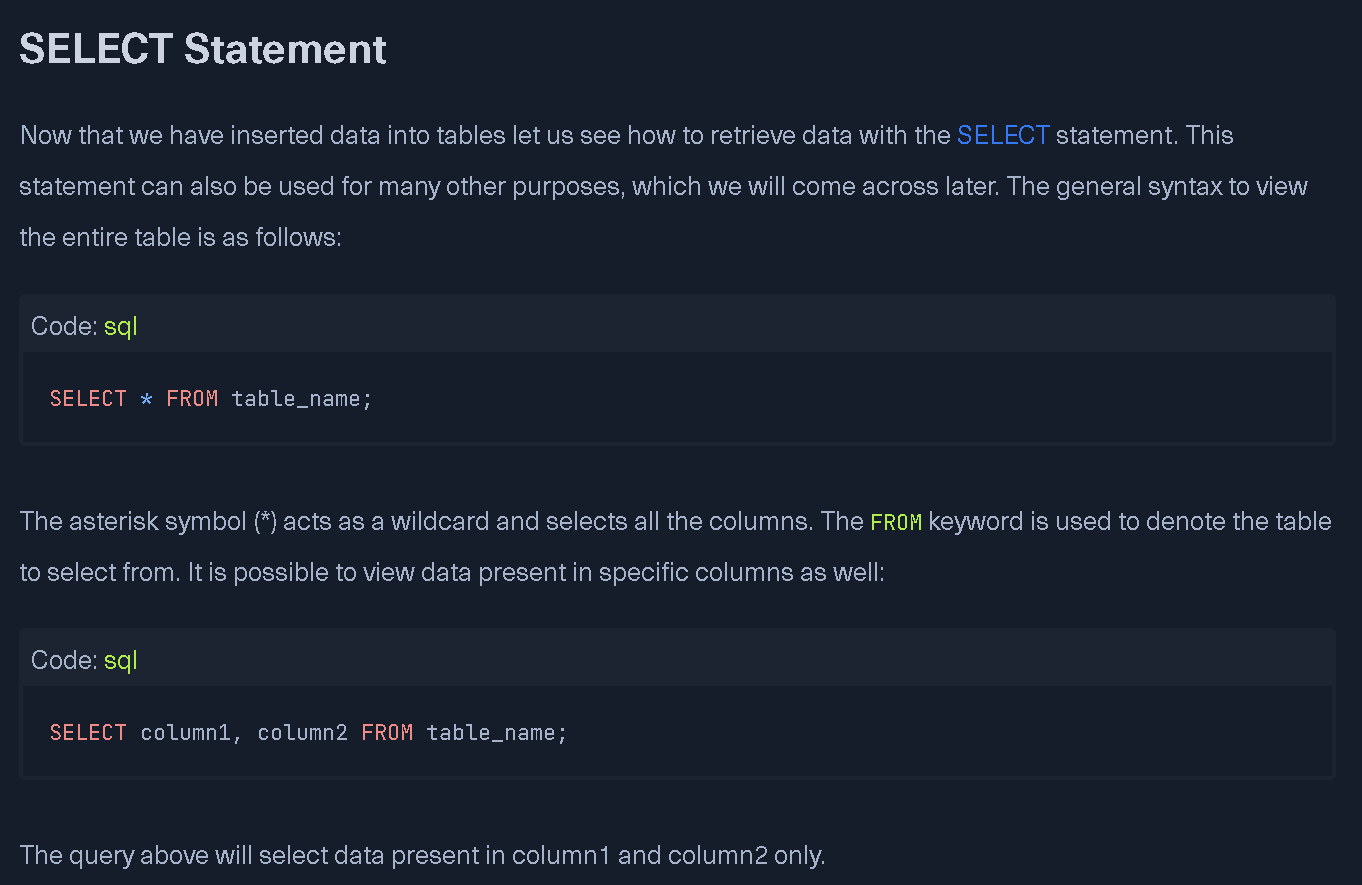 SELECT Statement
Now that we have inserted data into tables let us see how to retrieve data with the SELECT statement. This
statement can also be used for many other purposes, which we will come across later. The general syntax to view
the entire table is as follows:
Code: sql
SELECT * FROM table_name;
The asterisk symbol (*) acts as a wildcard and selects all the columns. The FROM keyword is used to denote the table
to select from. It is possible to view data present in specific columns as well:
Code: sql
SELECT column1, column2 FROM table_name;
The query above will select data present in column1 and column2 only.